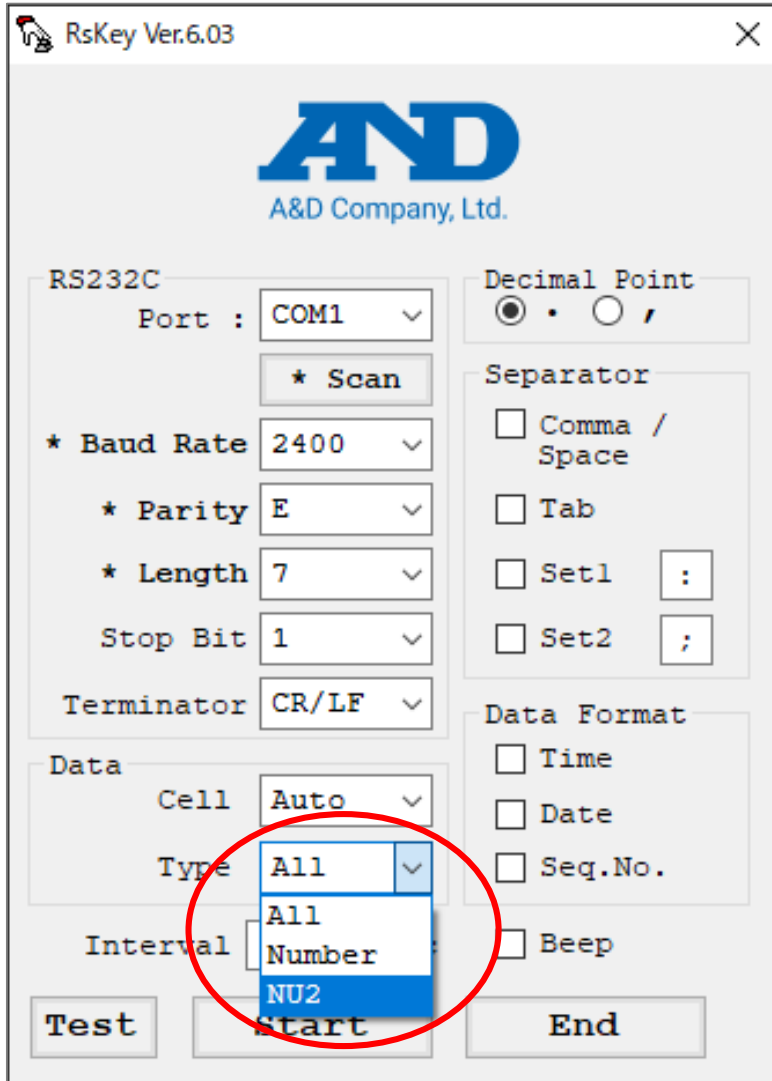 RsKey Ver.6.03
AND
A&D Company, Ltd.
RS232C
Port : COM1
* Scan
* Baud Rate 2400
* Parity E
* Length 7
Stop Bit 1
Terminator CR/LF
Data
Cell Auto
Type All
All
Number
NU2
Interval
Test
Start
Decimal Point
. ,
Separator
Comma /
Space
Tab
Set1 :
Set2 ;
Data Format
Time
Date
Seq.No.
Beep
End